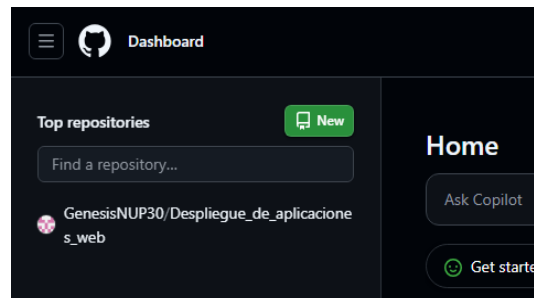 Dashboard
Top repositories
New
Find a repository...
GenesisNUP30/Despliegue_de_aplicacione
s_web
Home
Ask Copilot
Get starte